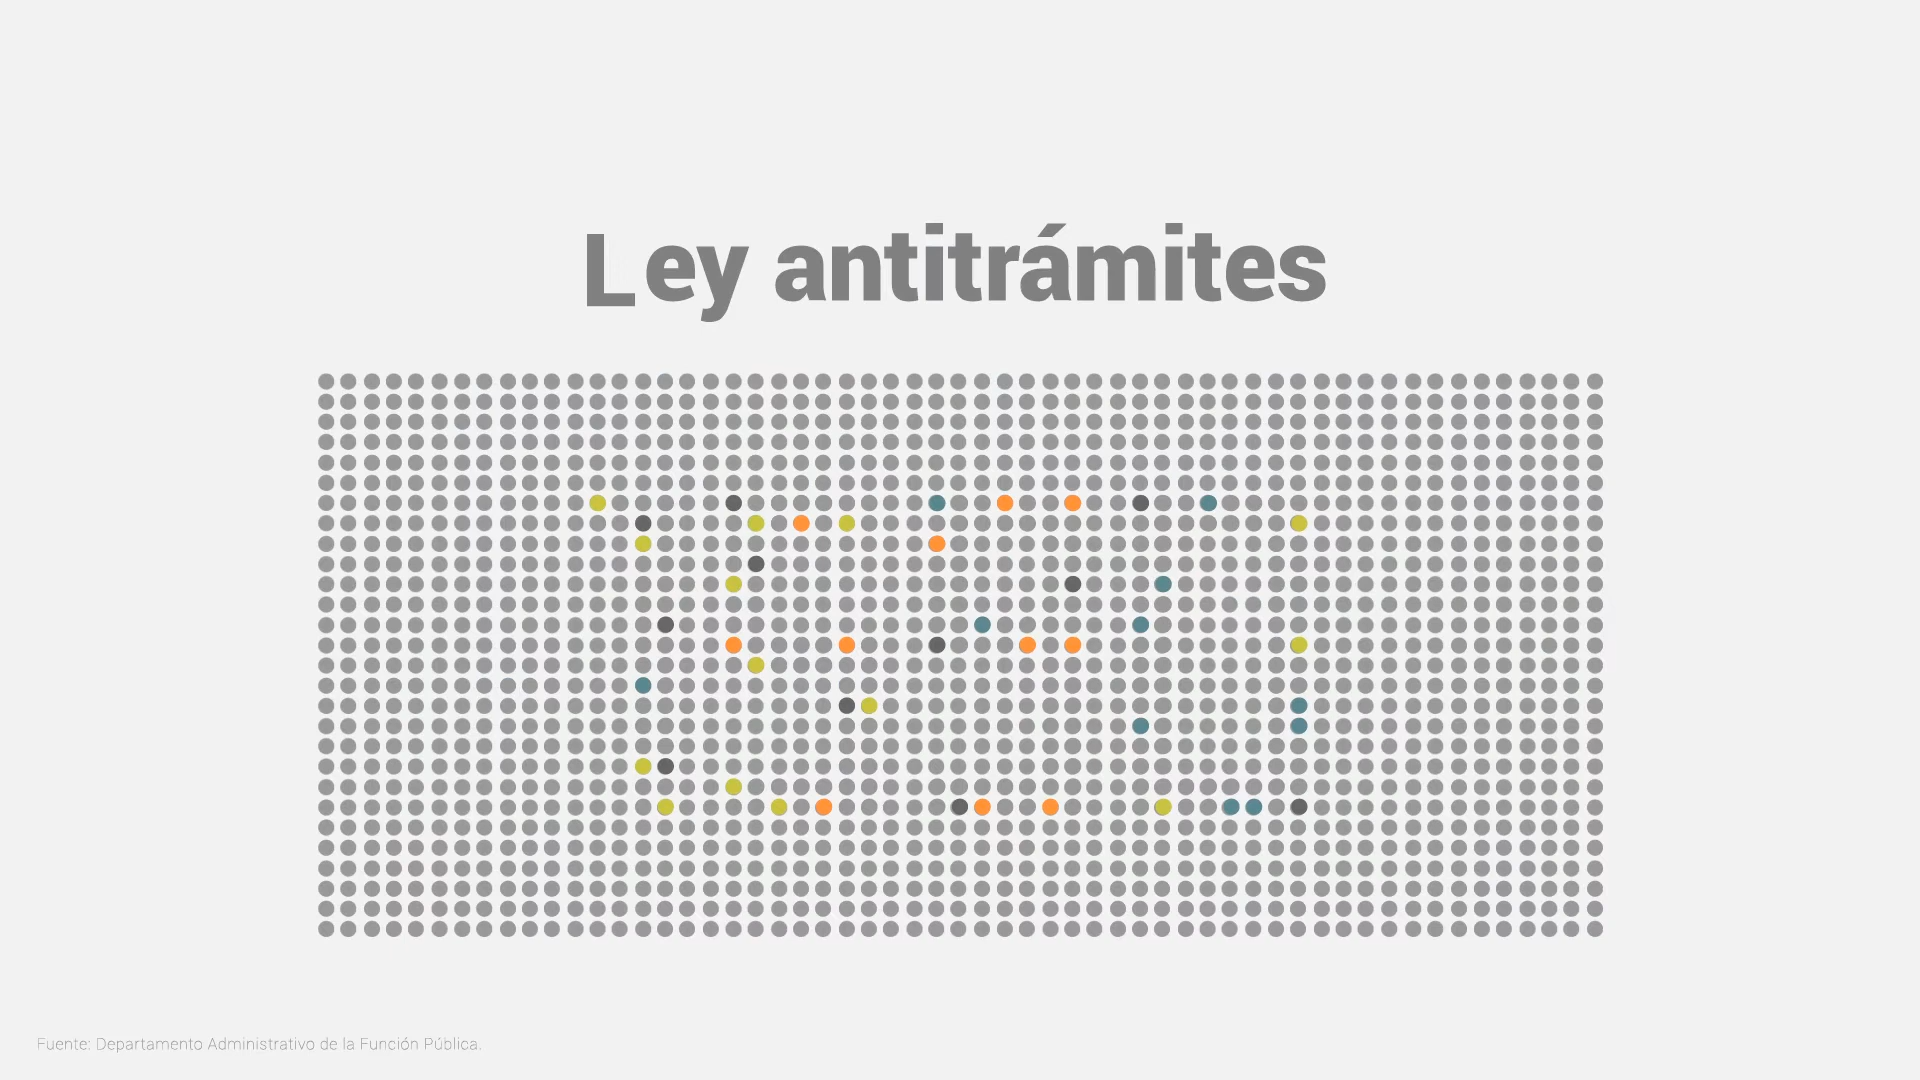 Ley antitrámites
Fuente: Departamento Administrativo de la Función Pública.